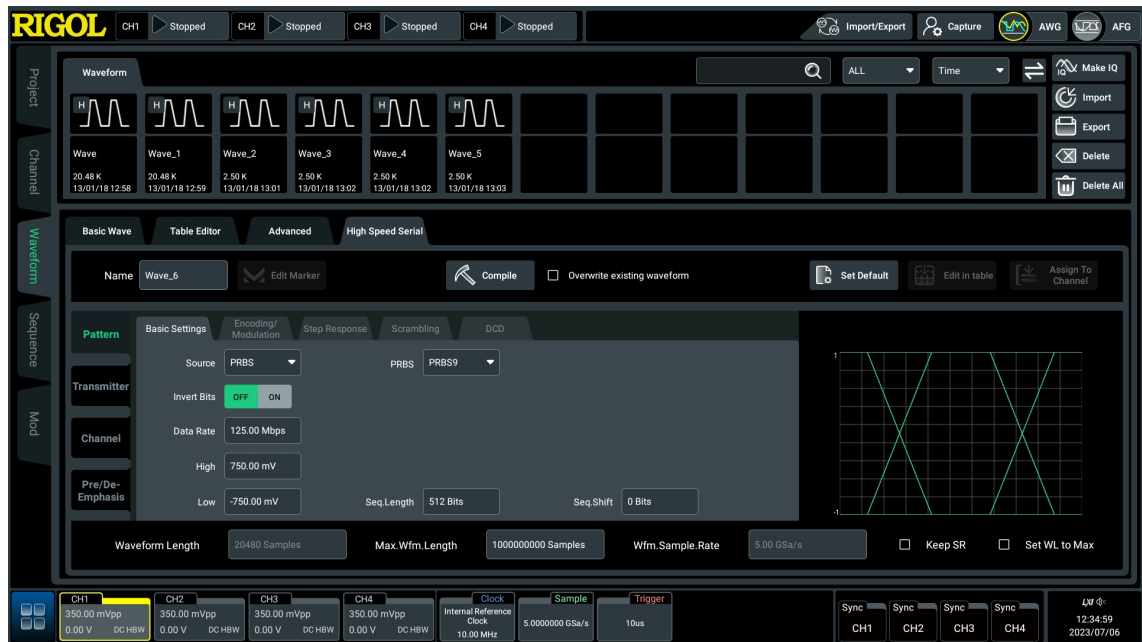 RIGOL
CH1 Stopped CH2 Stopped CH3 Stopped CH4 Stopped Import/Export Capture AWG AFG
Project
Channel
Waveform
Sequence
Mod
Waveform ALL Time IQ Make IQ
Import
Export
Delete
Delete All
H H H H H H
Wave Wave_1 Wave_2 Wave_3 Wave_4 Wave_5
20.48 K 20.48 K 2.50 K 2.50 K 2.50 K 2.50 K
13/01/18 12:58 13/01/18 12:59 13/01/18 13:01 13/01/18 13:02 13/01/18 13:02 13/01/18 13:03
Basic Wave Table Editor Advanced High Speed Serial
Name Wave_6 Edit Marker Compile Overwrite existing waveform Set Default Edit in table Assign To
Channel
Pattern
Transmitter
Channel
Pre/De-
Emphasis
Basic Settings Encoding/
Modulation Step Response Scrambling DCD
Source PRBS PRBS PRBS9
Invert Bits OFF ON
Data Rate 125.00 Mbps
High 750.00 mV
Low -750.00 mV Seq.Length 512 Bits Seq.Shift 0 Bits
1
-1
Waveform Length 20480 Samples Max.Wfm.Length 1000000000 Samples Wfm.Sample.Rate 5.00 GSa/s Keep SR Set WL to Max
CH1 CH2 CH3 CH4 Clock Sample Trigger
350.00 mVpp 350.00 mVpp 350.00 mVpp 350.00 mVpp Internal Reference
Clock
10.00 MHz
5.0000000 GSa/s 10us
0.00 V DC HBW 0.00 V DC HBW 0.00 V DC HBW 0.00 V DC HBW
Sync Sync Sync Sync
CH1 CH2 CH3 CH4
LXI
12:34:59
2023/07/06